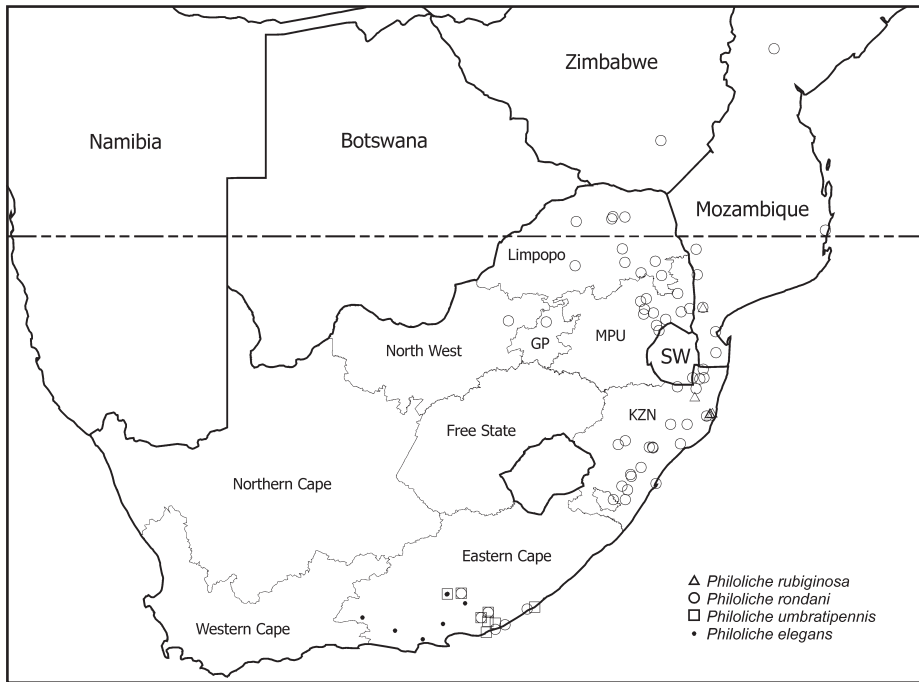 Zimbabwe
Namibia
Botswana
Mozambique
Limpopo
North West
GP
MPU
SW
Free State
KZN
Northern Cape
Eastern Cape
Western Cape
Philoliche rubiginosa
Philoliche rondani
Philoliche umbratipennis
Philoliche elegans